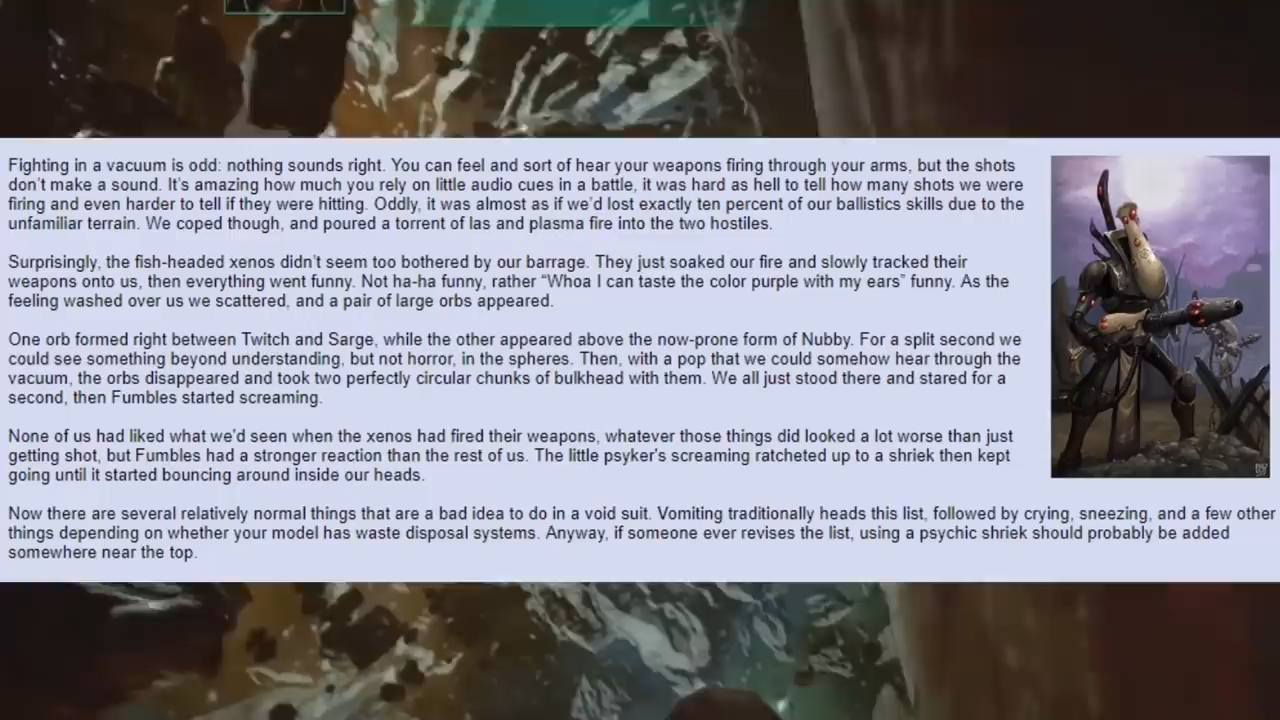 Fighting in a vacuum is odd: nothing sounds right. You can feel and sort of hear your weapons firing through your arms, but the shots
don't make a sound. It's amazing how much you rely on little audio cues in a battle, it was hard as hell to tell how many shots we were
firing and even harder to tell if they were hitting. Oddly, it was almost as if we'd lost exactly ten percent of our ballistics skills due to the
unfamiliar terrain. We coped though, and poured a torrent of las and plasma fire into the two hostiles.
Surprisingly, the fish-headed xenos didn't seem too bothered by our barrage. They just soaked our fire and slowly tracked their
weapons onto us, then everything went funny. Not ha-ha funny, rather “Whoa I can taste the color purple with my ears” funny. As the
feeling washed over us we scattered, and a pair of large orbs appeared.
One orb formed right between Twitch and Sarge, while the other appeared above the now-prone form of Nubby. For a split second we
could see something beyond understanding, but not horror, in the spheres. Then, with a pop that we could somehow hear through the
vacuum, the orbs disappeared and took two perfectly circular chunks of bulkhead with them. We all just stood there and stared for a
second, then Fumbles started screaming.
None of us had liked what we'd seen when the xenos had fired their weapons, whatever those things did looked a lot worse than just
getting shot, but Fumbles had a stronger reaction than the rest of us. The little psyker's screaming ratcheted up to a shriek then kept
going until it started bouncing around inside our heads.
Now there are several relatively normal things that are a bad idea to do in a void suit. Vomiting traditionally heads this list, followed by crying, sneezing, and a few other
things depending on whether your model has waste disposal systems. Anyway, if someone ever revises the list, using a psychic shriek should probably be added
somewhere near the top.